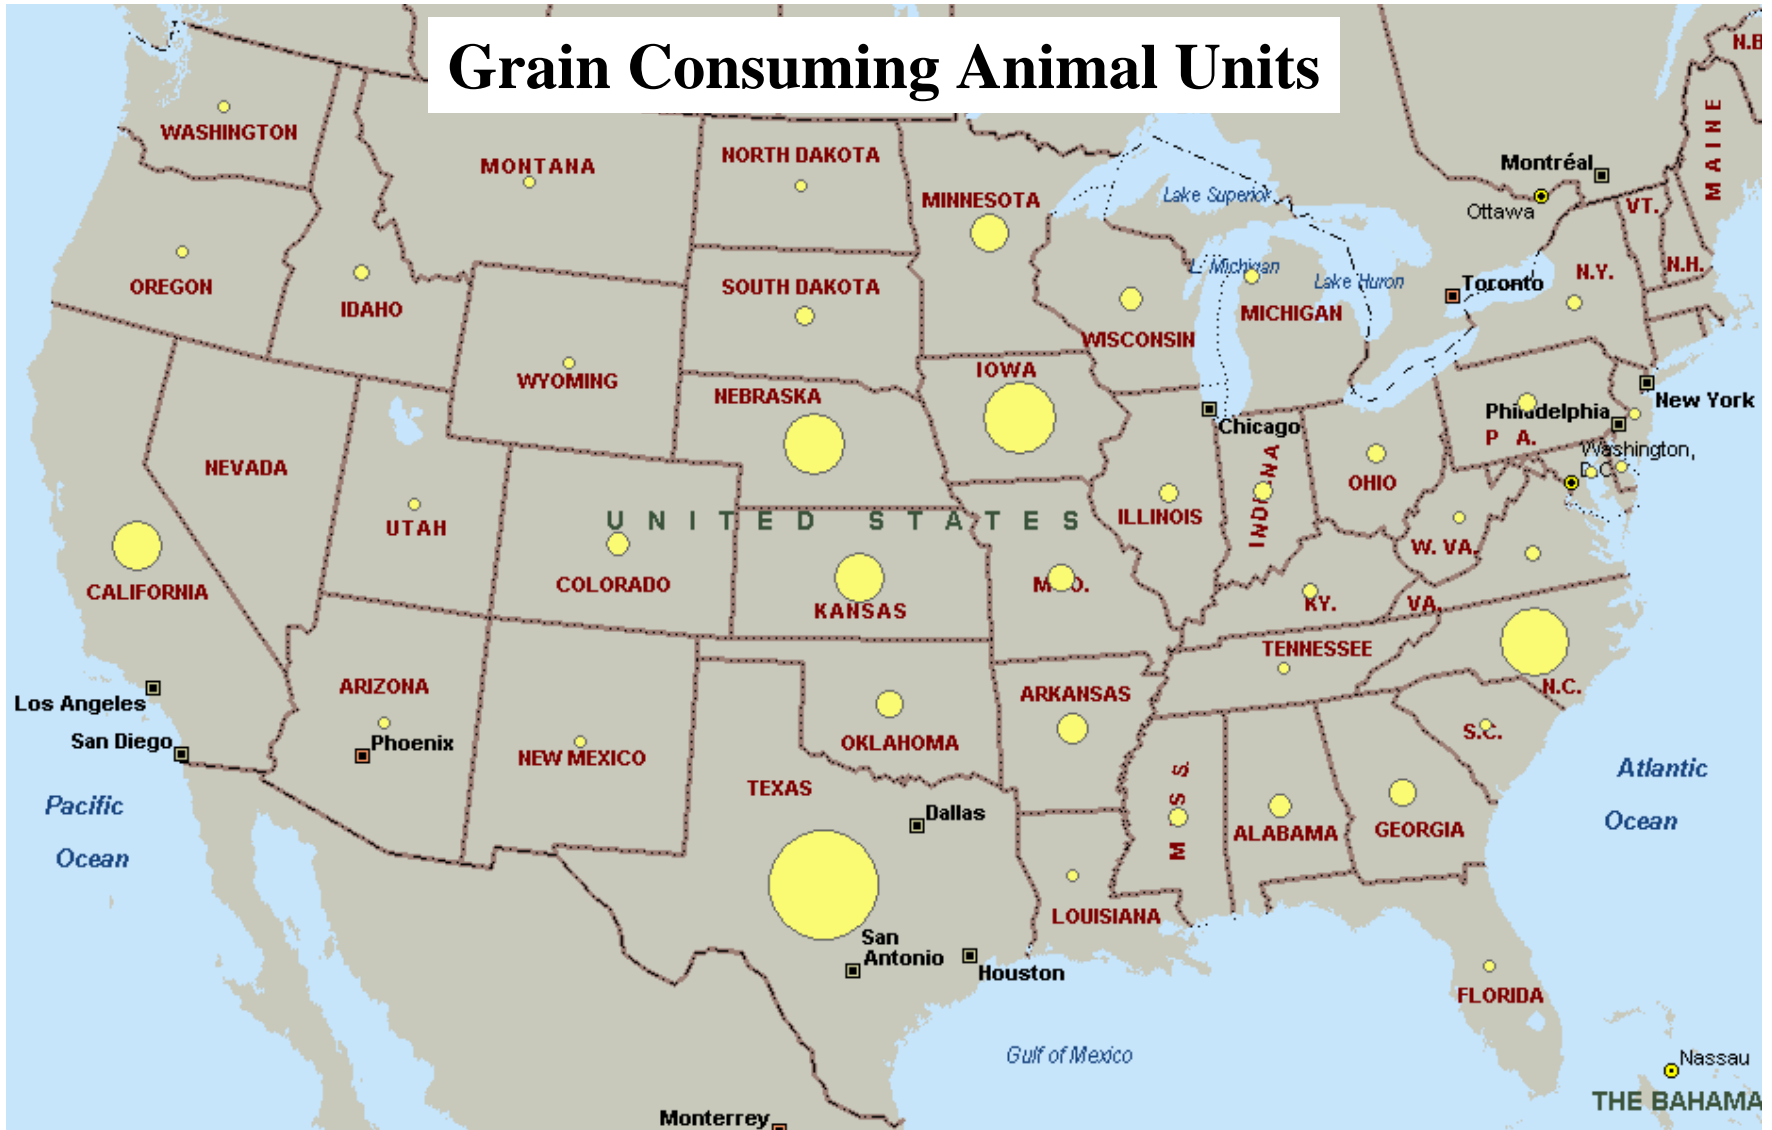 Grain Consuming Animal Units
N.B
WASHINGTON
MONTANA
NORTH DAKOTA
MINNESOTA
Lake Superior
Montréal
Ottawa
MAINE
VT.
N.H.
N.Y.
OREGON
IDAHO
SOUTH DAKOTA
L. Michigan
Lake Huron
Toronto
MICHIGAN
WISCONSIN
WYOMING
NEBRASKA
IOWA
Chicago
New York
Philadelphia
P A.
Washington,
D.C.
NEVADA
UTAH
COLORADO
UNITED STATES
ILLINOIS
INDIANA
OHIO
W. VA.
VA.
KY.
CALIFORNIA
KANSAS
MO.
TENNESSEE
N.C.
Los Angeles
San Diego
ARIZONA
Phoenix
NEW MEXICO
OKLAHOMA
ARKANSAS
S.C.
Pacific
Ocean
TEXAS
Dallas
MISS.
ALABAMA
GEORGIA
Atlantic
Ocean
LOUISIANA
San
Antonio
Houston
FLORIDA
Gulf of Mexico
Nassau
THE BAHAMA
Monterrey